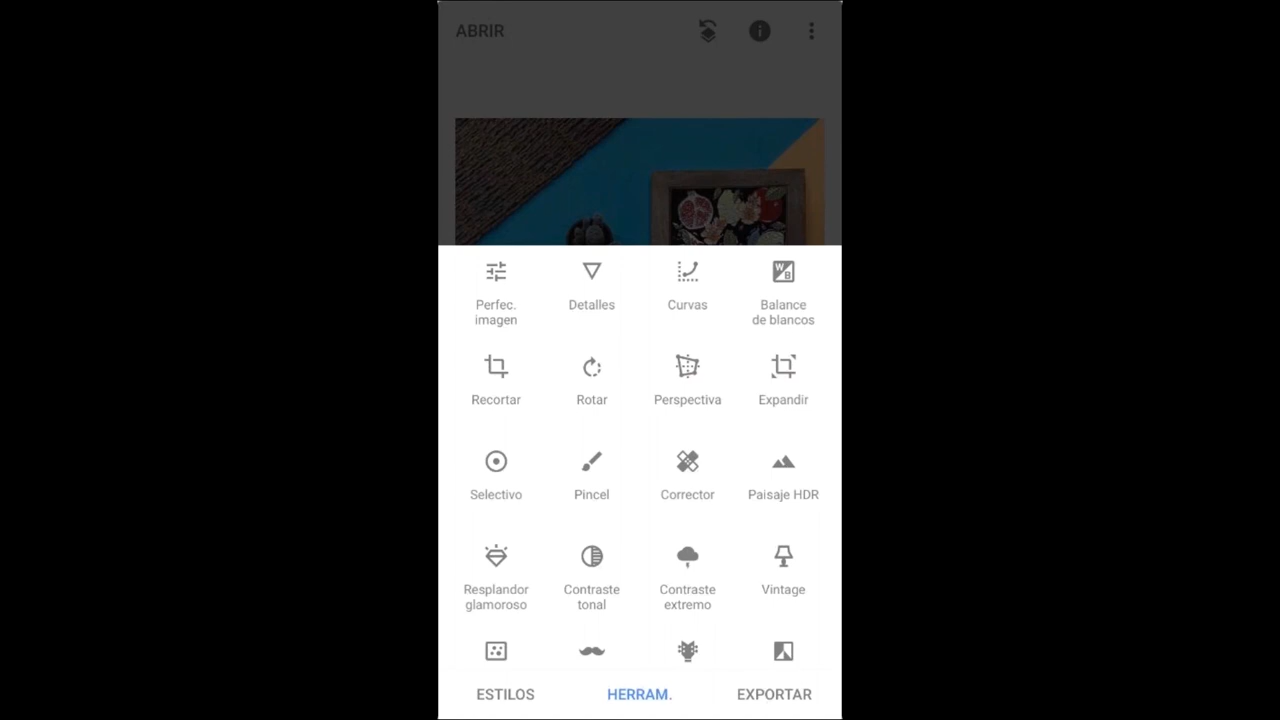 ABRIR
Perfec.
imagen
Detalles
Curvas
Balance
de blancos
W
B
Recortar
Rotar
Perspectiva
Expandir
Selectivo
Pincel
Corrector
Paisaje HDR
Resplandor
glamoroso
Contraste
tonal
Contraste
extremo
Vintage
ESTILOS
HERRAM.
EXPORTAR